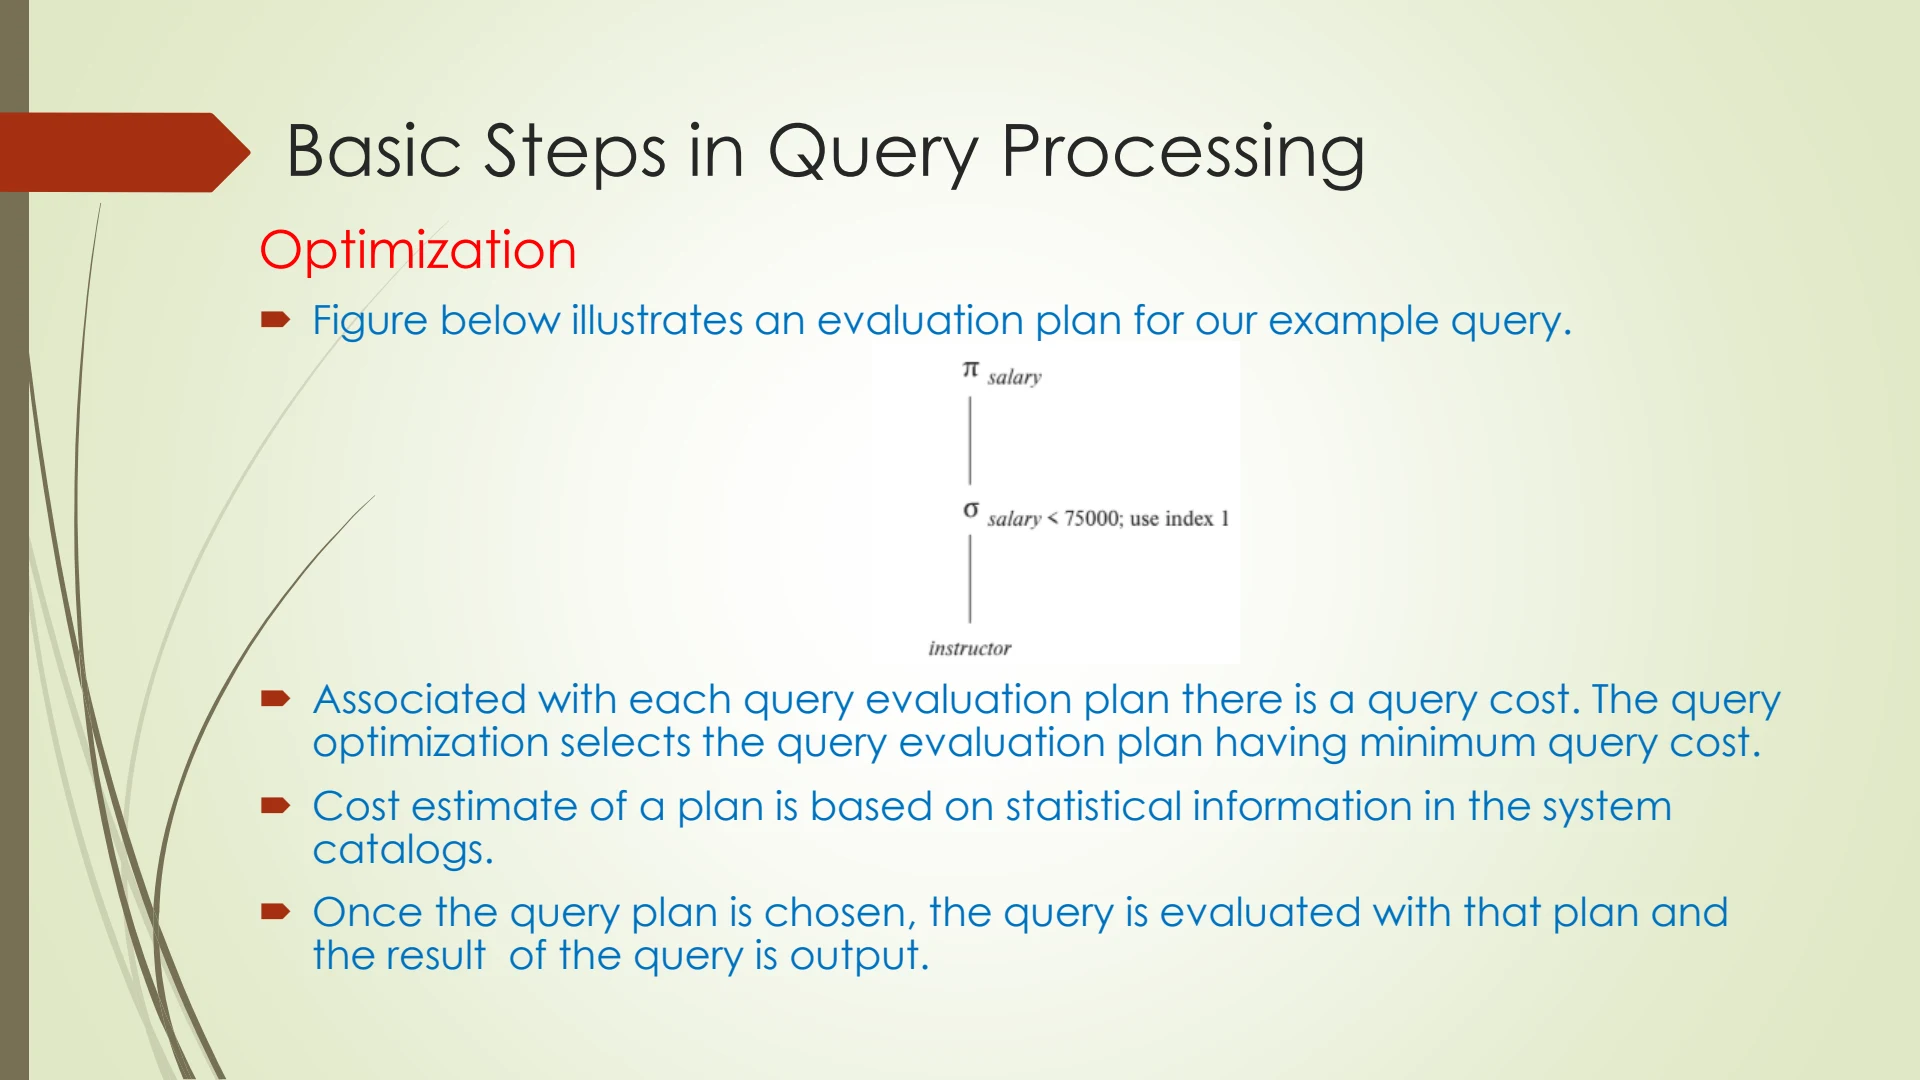 Basic Steps in Query Processing
Optimization
Figure below illustrates an evaluation plan for our example query.
π salary
σ salary < 75000; use index 1
instructor
Associated with each query evaluation plan there is a query cost. The query
optimization selects the query evaluation plan having minimum query cost.
Cost estimate of a plan is based on statistical information in the system
catalogs.
Once the query plan is chosen, the query is evaluated with that plan and
the result  of the query is output.